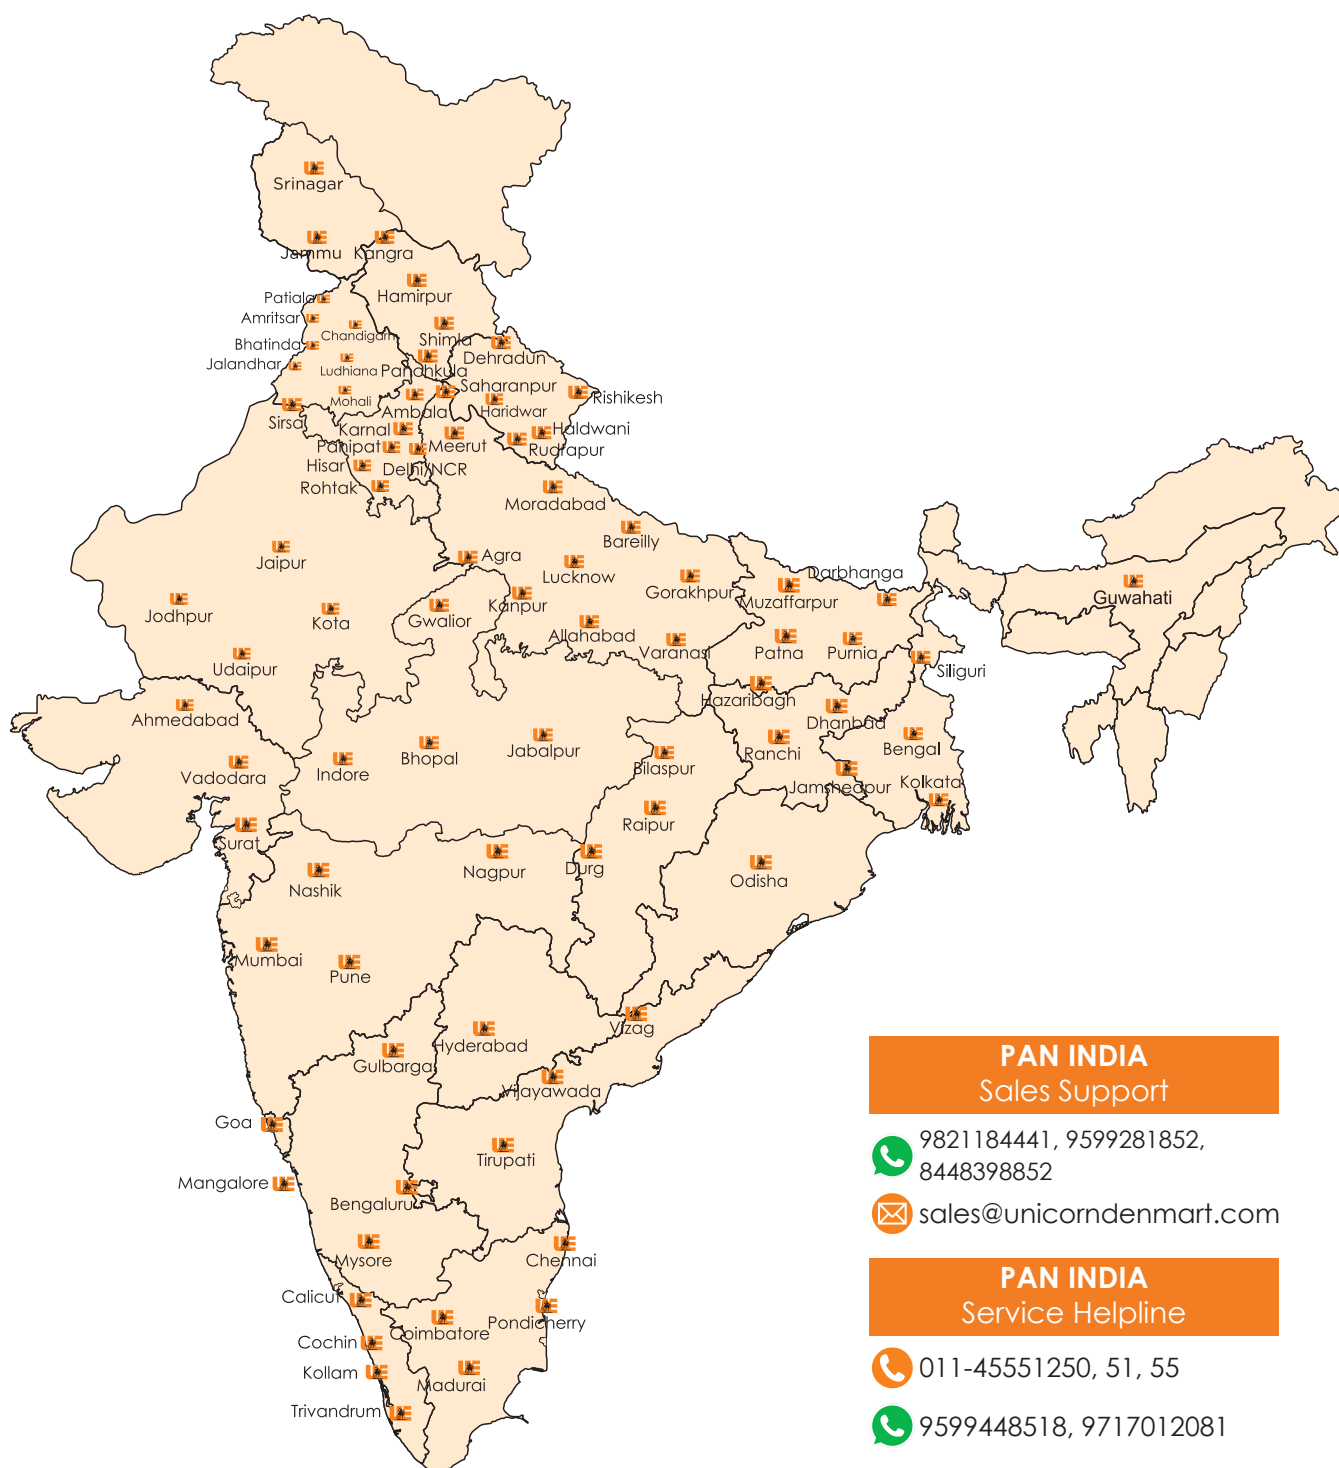 Srinagar
Jammu
Kangra
Hamirpur
Patiala
Amritsar
Chandigarh
Shimla
Bhatinda
Dehradun
Jalandhar
Ludhiana
Panchkula
Saharanpur
Mohali
Ambala
Haridwar
Rishikesh
Sirsa
Karnal
Haldwani
Panipat
Meerut
Rudrapur
Hisar
Delhi/NCR
Rohtak
Moradabad
Bareilly
Jaipur
Agra
Lucknow
Darbhanga
Gorakhpur
Muzaffarpur
Guwahati
Jodhpur
Kota
Gwalior
Kanpur
Allahabad
Varanasi
Patna
Purnia
Udaipur
Siliguri
Hazaribagh
Ahmedabad
Dhanbad
Bhopal
Jabalpur
Ranchi
Bengal
Vadodara
Indore
Bilaspur
Jamshedpur
Kolkata
Raipur
Surat
Nashik
Nagpur
Durg
Odisha
Mumbai
Pune
Vizag
Hyderabad
Gulbarga
Vijayawada
Goa
Tirupati
Mangalore
Bengaluru
Mysore
Chennai
Calicut
Coimbatore
Pondicherry
Cochin
Kollam
Madurai
Trivandrum
PAN INDIA
Sales Support
9821184441, 9599281852,
8448398852
sales@unicorndenmart.com
PAN INDIA
Service Helpline
011-45551250, 51, 55
9599448518, 9717012081